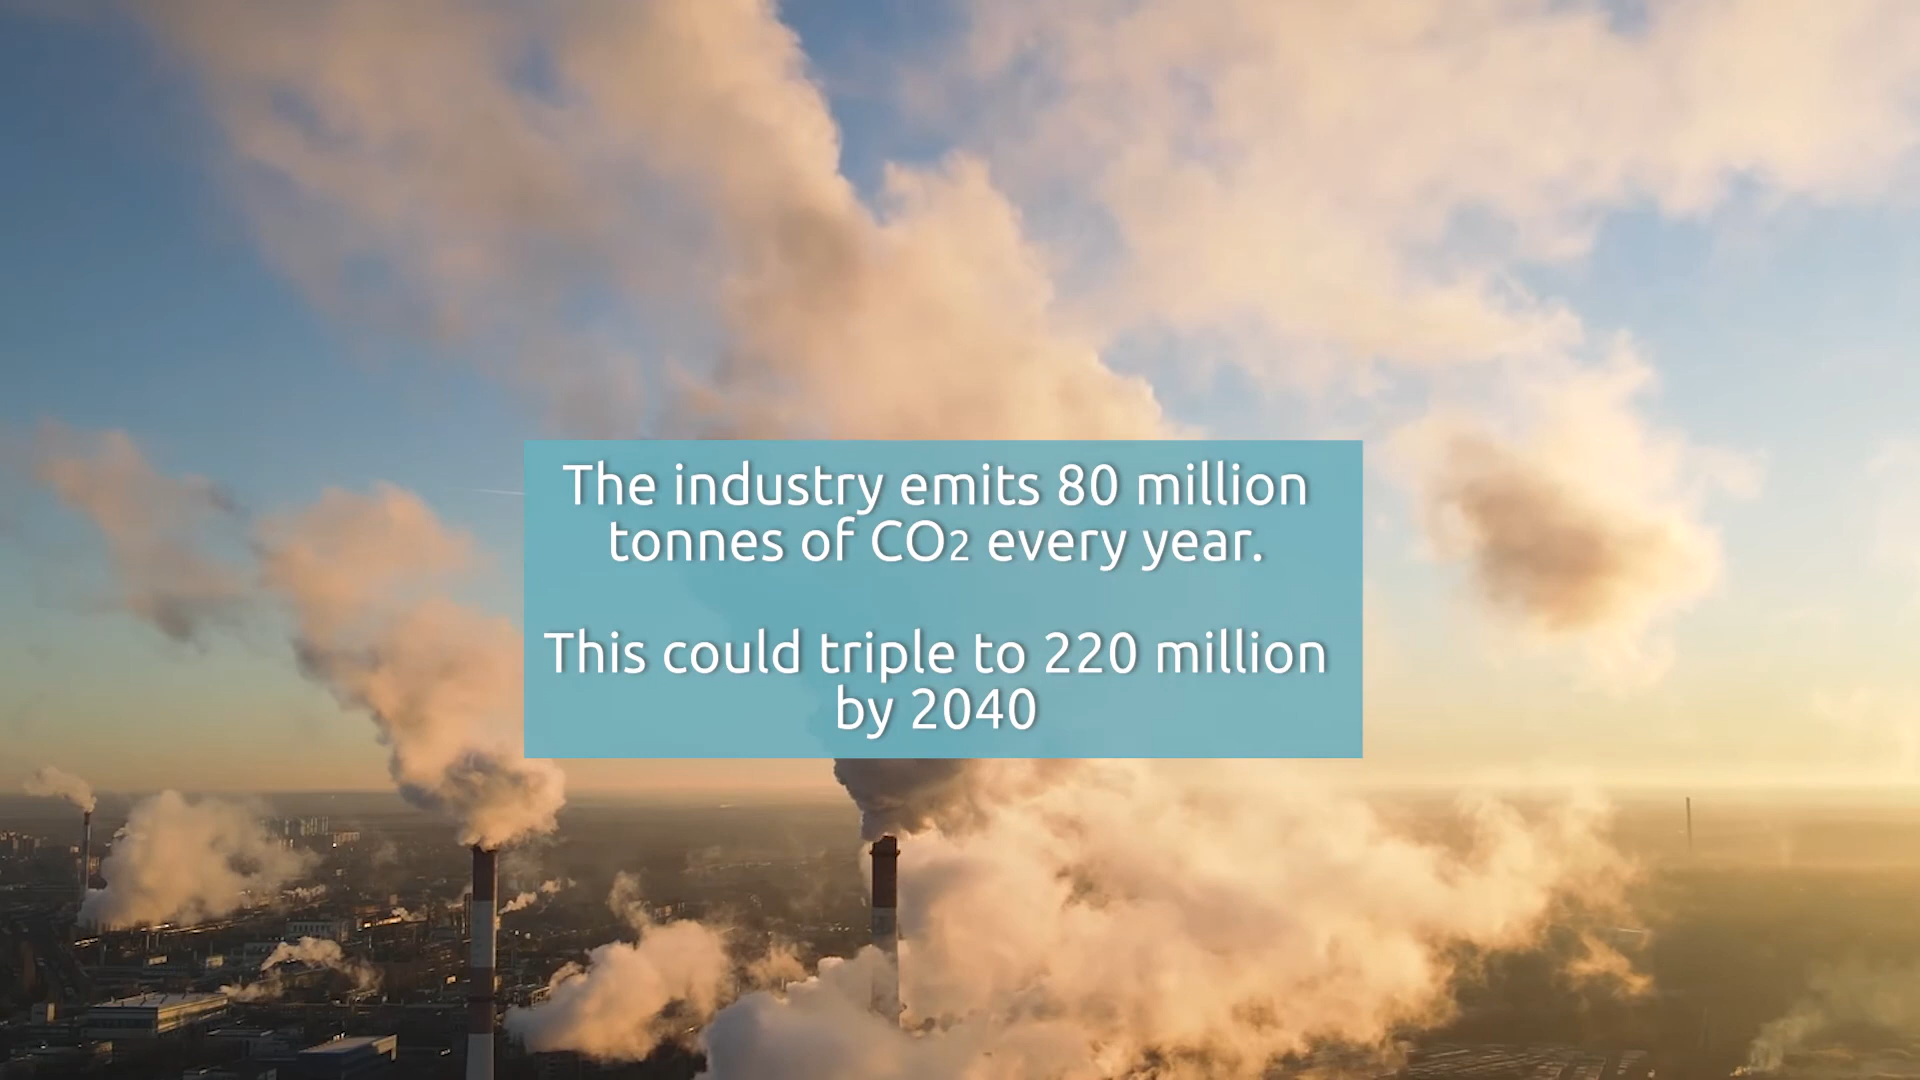 The industry emits 80 million
tonnes of CO2 every year.
This could triple to 220 million
by 2040